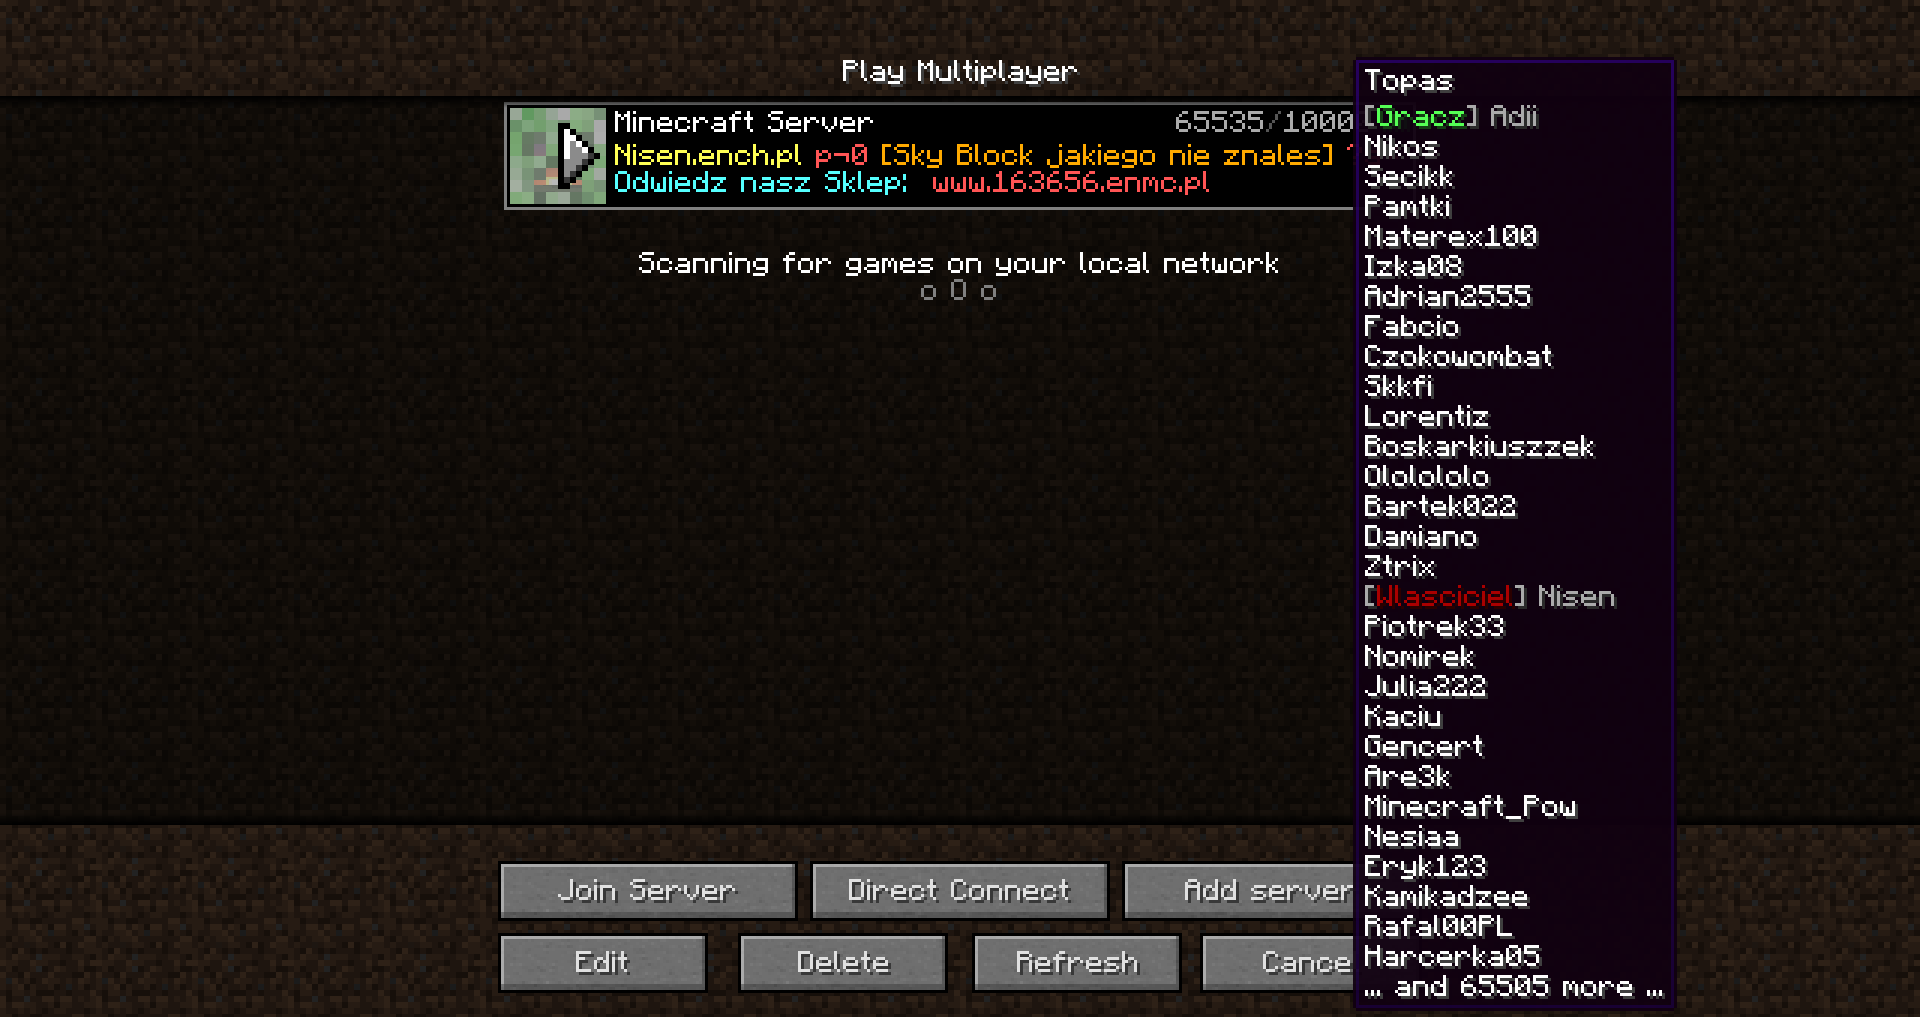 Play Multiplayer
Minecraft Server 65535/1000
Nisen.ench.pl p¬0 [Sky Block jakiego nie znales]
Odwiedz nasz Sklep: www.163656.enmc.pl
Scanning for games on your local network
o O o
Join Server
Direct Connect
Add server
Edit
Delete
Refresh
Cance
Topas
[Gracz] Adii
Nikos
Secikk
Pamtki
Materex100
Izka08
Adrian2555
Fabcio
Czokowombat
Skkfi
Lorentiz
Boskarkiuszzek
Olololololo
Bartek022
Damiano
Ztrix
[Wlasciciel] Nisen
Piotrek33
Nomirek
Julia222
Kaciu
Gencert
Are3k
Minecraft_Pow
Nesiaa
Eryk123
Kamikadzee
Rafal00PL
Harcerka05
... and 65505 more ...